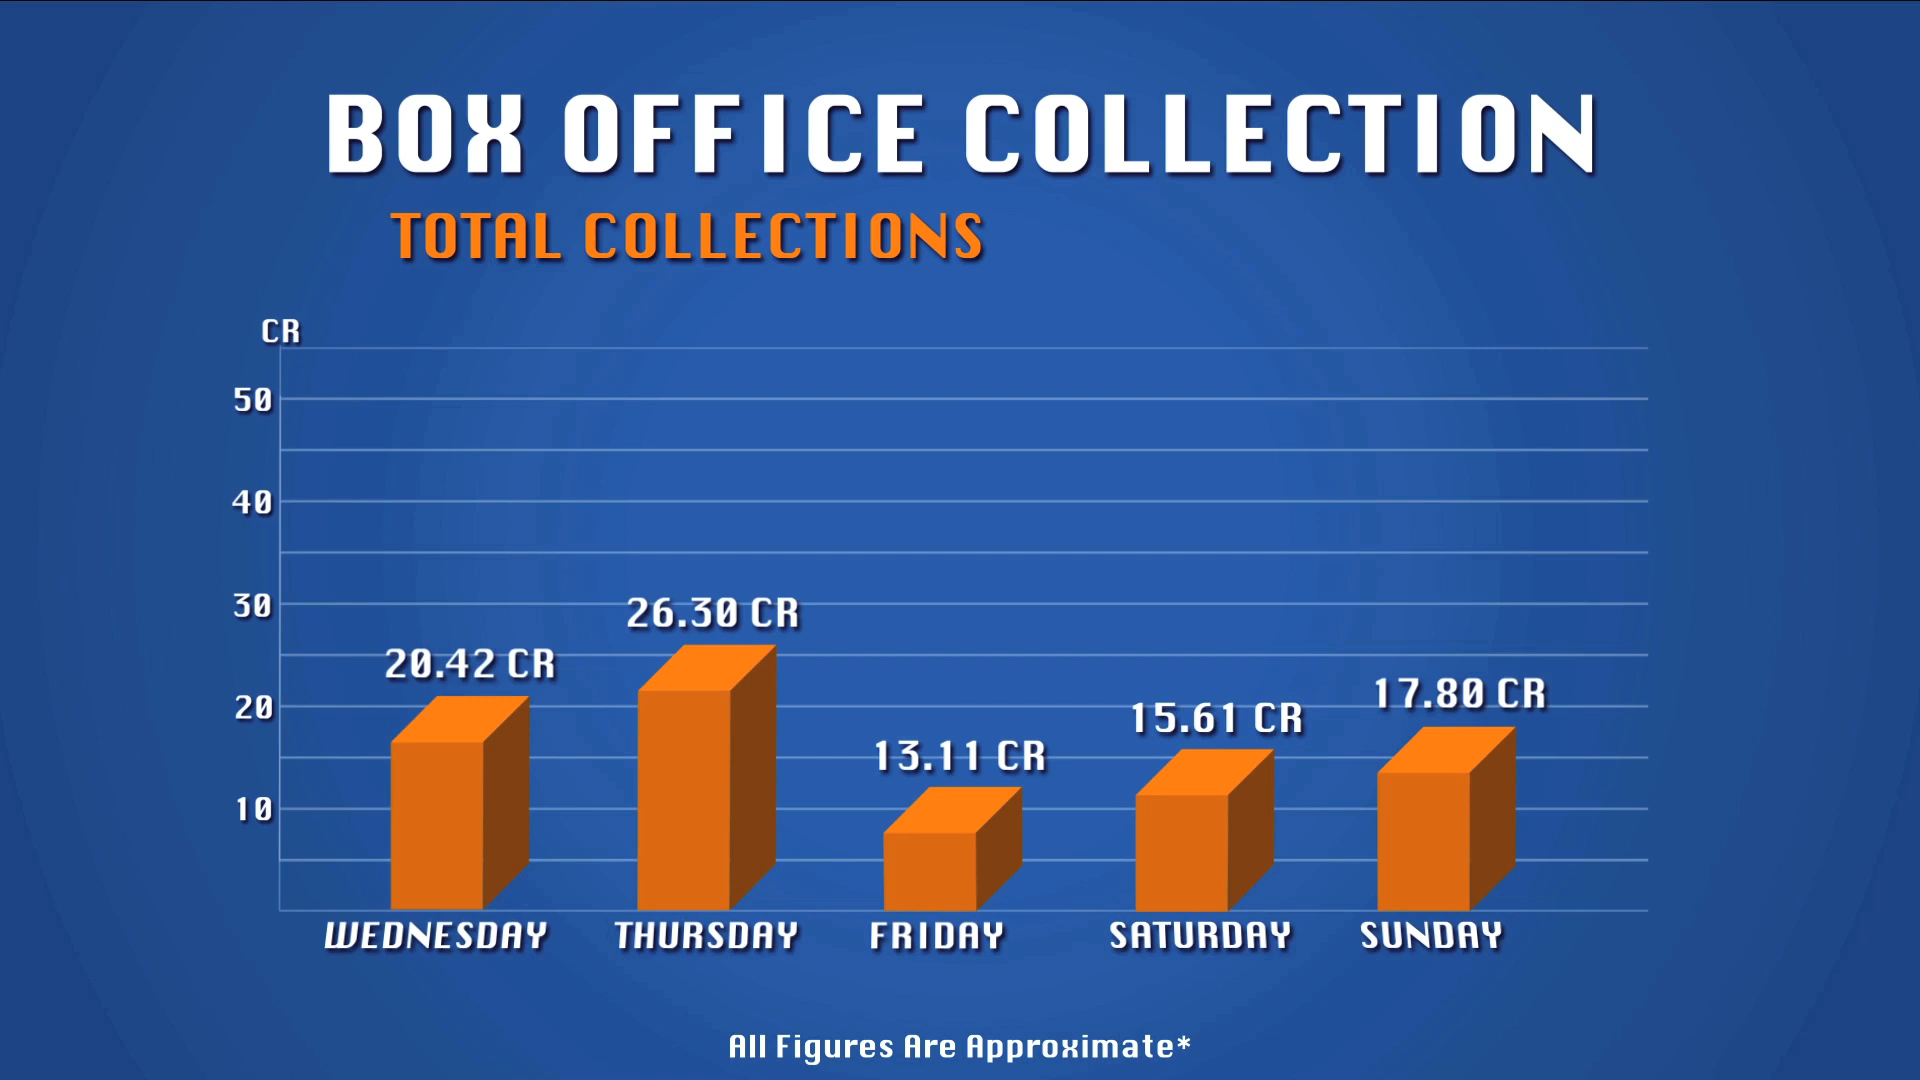 BOX OFFICE COLLECTION
TOTAL COLLECTIONS
CR
50
40
30
20
10
20.42 CR
26.30 CR
13.11 CR
15.61 CR
17.80 CR
WEDNESDAY
THURSDAY
FRIDAY
SATURDAY
SUNDAY
All Figures Are Approximate*